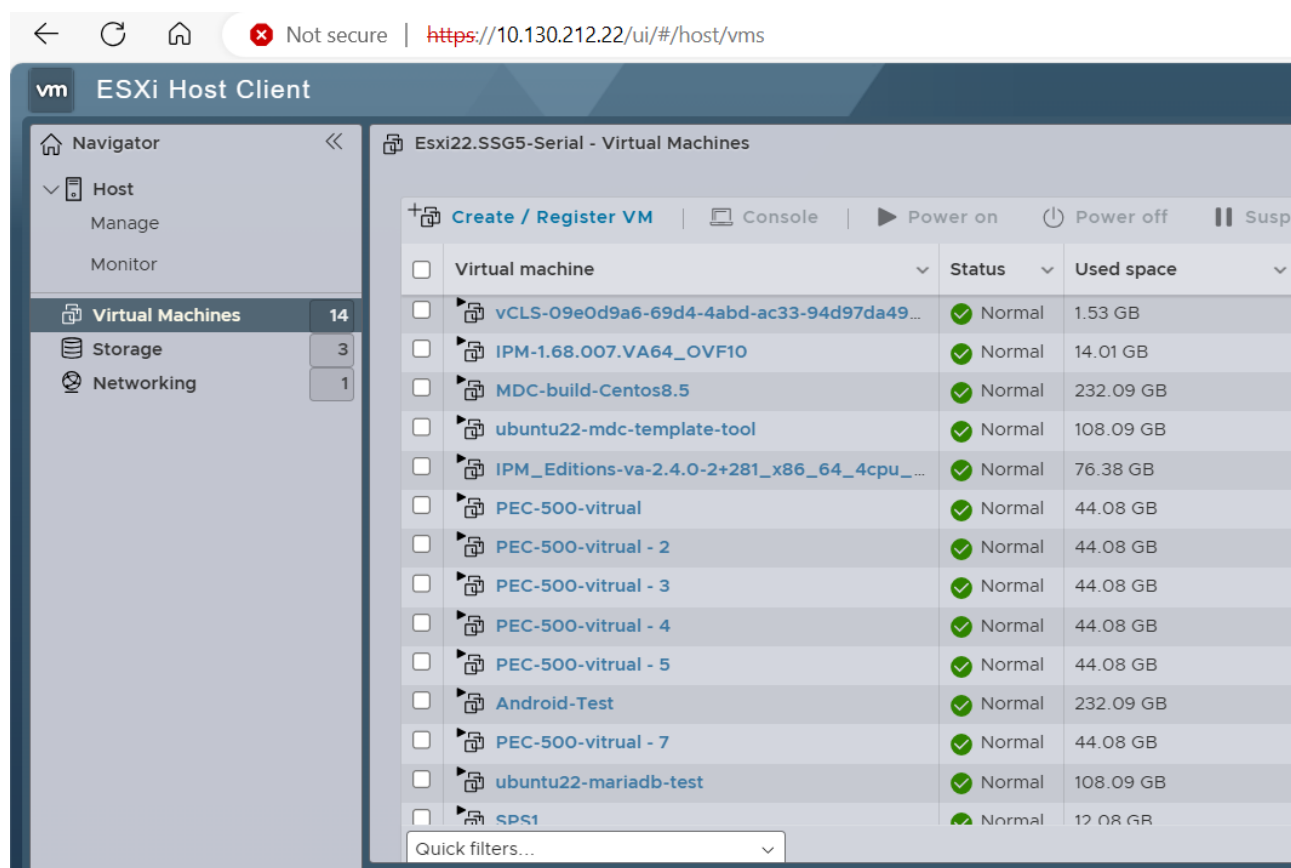 Not secure | https://10.130.212.22/ui/#/host/vms
vm ESXi Host Client
Navigator
Esxi22.SSG5-Serial - Virtual Machines
Host
Manage
Monitor
Virtual Machines 14
Storage 3
Networking 1
Create / Register VM | Console | Power on Power off Susp
Virtual machine Status Used space
vCLS-09e0d9a6-69d4-4abd-ac33-94d97da49... Normal 1.53 GB
IPM-1.68.007.VA64_OVF10 Normal 14.01 GB
MDC-build-Centos8.5 Normal 232.09 GB
ubuntu22-mdc-template-tool Normal 108.09 GB
IPM_Editions-va-2.4.0-2+281_x86_64_4cpu_... Normal 76.38 GB
PEC-500-vitrual Normal 44.08 GB
PEC-500-vitrual - 2 Normal 44.08 GB
PEC-500-vitrual - 3 Normal 44.08 GB
PEC-500-vitrual - 4 Normal 44.08 GB
PEC-500-vitrual - 5 Normal 44.08 GB
Android-Test Normal 232.09 GB
PEC-500-vitrual - 7 Normal 44.08 GB
ubuntu22-mariadb-test Normal 108.09 GB
SPS1 Normal 12.08 GB
Quick filters...